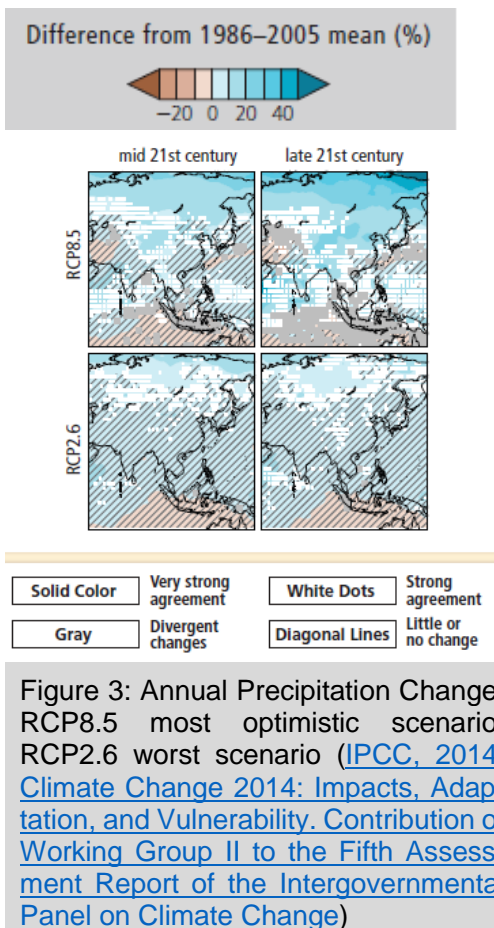 Difference from 1986–2005 mean (%)
−20 0 20 40
mid 21st century late 21st century
RCP8.5
RCP2.6
Solid Color Very strong agreement White Dots Strong agreement
Gray Divergent changes Diagonal Lines Little or no change
Figure 3: Annual Precipitation Change
RCP8.5 most optimistic scenario
RCP2.6 worst scenario (IPCC, 2014
Climate Change 2014: Impacts, Adap
tation, and Vulnerability. Contribution o
Working Group II to the Fifth Assess
ment Report of the Intergovernmenta
Panel on Climate Change)